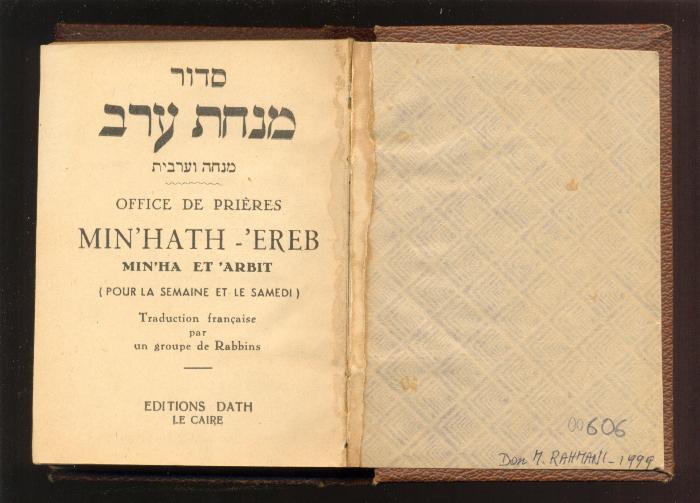 סדור
מנחת ערב
מנחה וערבית
OFFICE DE PRIÈRES
MIN'HATH -'EREB
MIN'HA ET 'ARBIT
( POUR LA SEMAINE ET LE SAMEDI )
Traduction française
par
un groupe de Rabbins
EDITIONS DATH
LE CAIRE
00606
Don M. RAHMANI - 1999